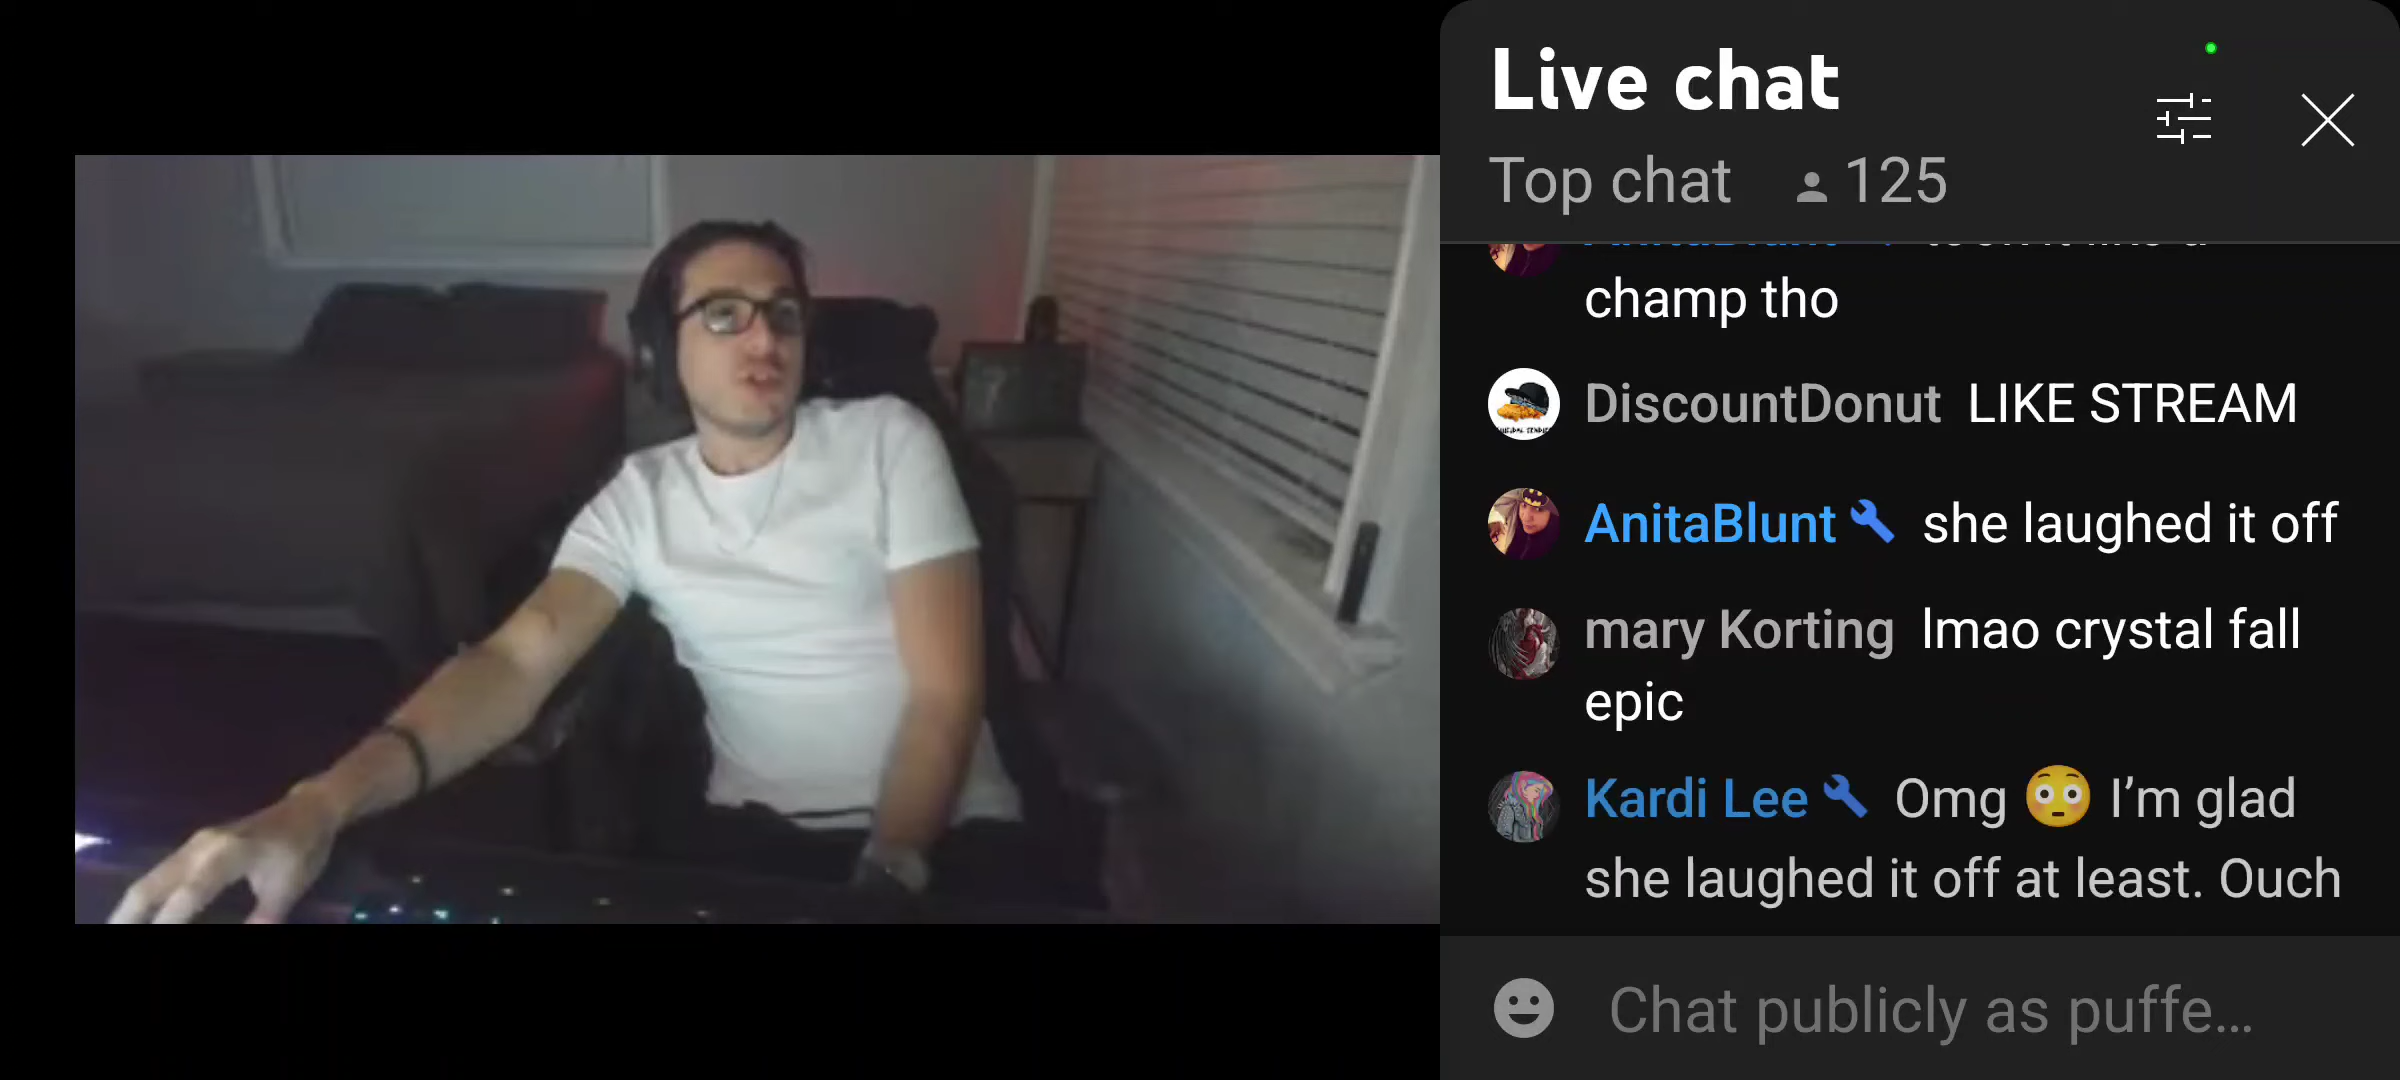 Live chat
Top chat 125
champ tho
DiscountDonut LIKE STREAM
AnitaBlunt she laughed it off
mary Korting lmao crystal fall
epic
Kardi Lee Omg 😳 I’m glad
she laughed it off at least. Ouch
Chat publicly as puffe...